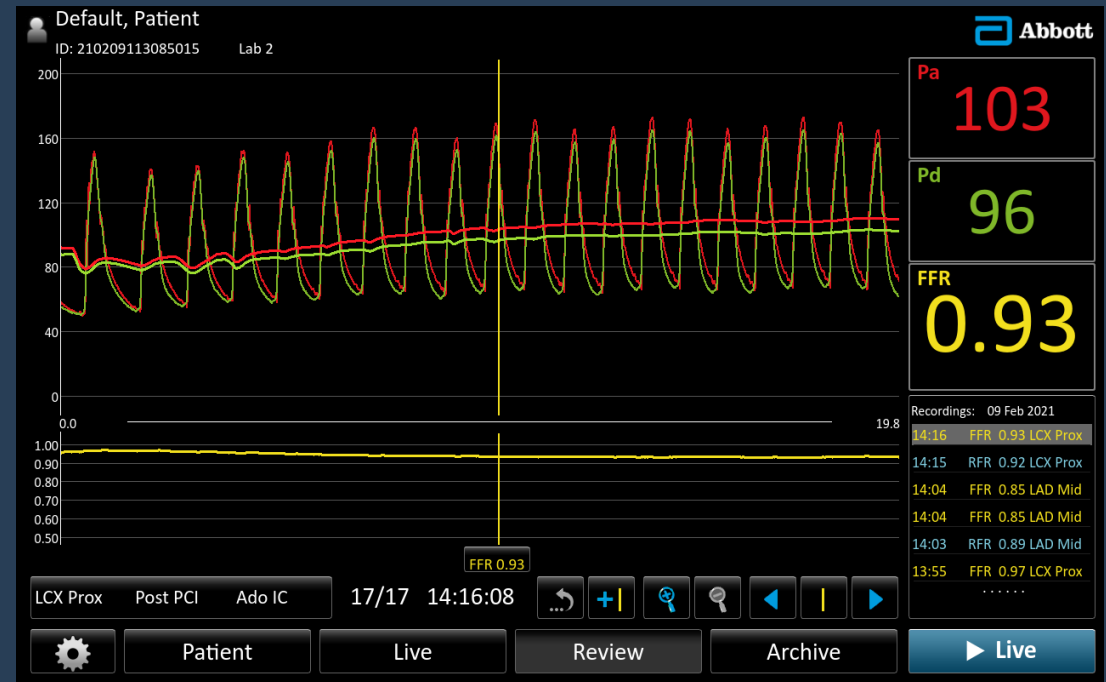 Default, Patient
ID: 210209113085015 Lab 2
Abbott
200
160
120
80
40
0
0.0 19.8
1.00
0.90
0.80
0.70
0.60
0.50
FFR 0.93
Pa
103
Pd
96
FFR
0.93
Recordings: 09 Feb 2021
14:16 FFR 0.93 LCX Prox
14:15 RFR 0.92 LCX Prox
14:04 FFR 0.85 LAD Mid
14:04 FFR 0.85 LAD Mid
14:03 RFR 0.89 LAD Mid
13:55 FFR 0.97 LCX Prox
. . . . . .
LCX Prox Post PCI Ado IC 17/17 14:16:08
Patient Live Review Archive Live